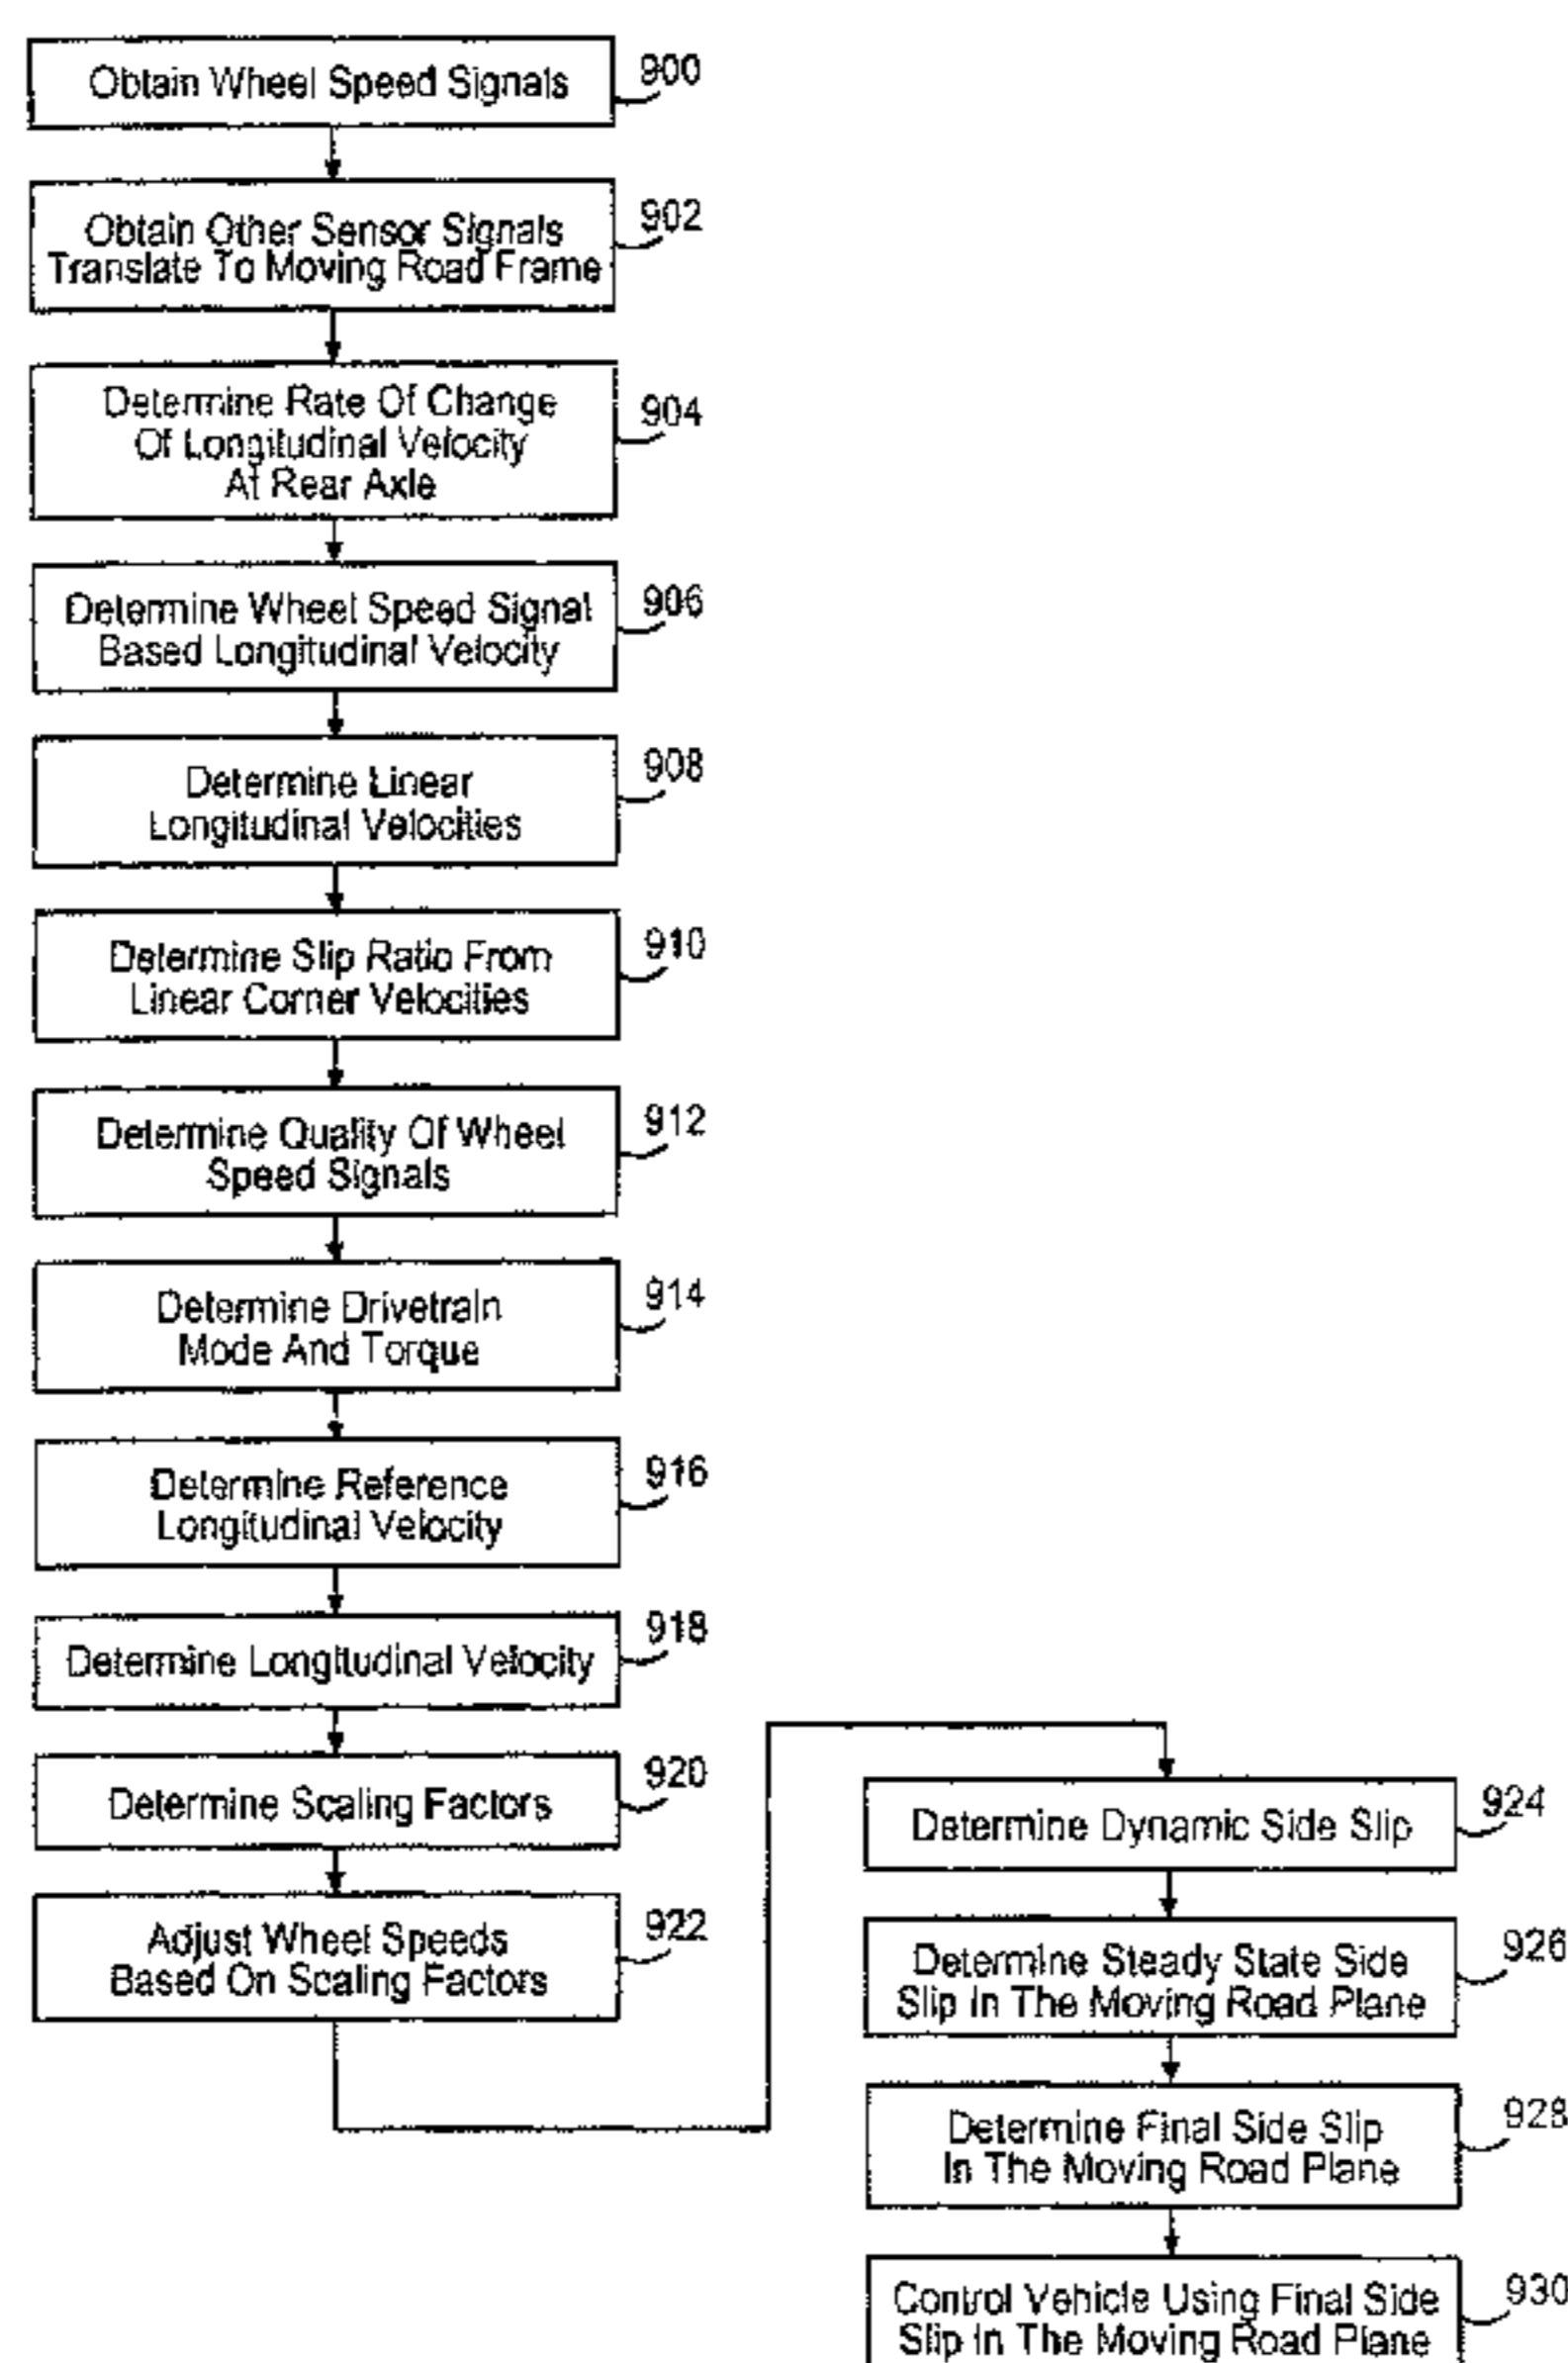 Obtain Wheel Speed Signals
900
Obtain Other Sensor Signals
Translate To Moving Road Frame
902
Determine Rate Of Change
Of Longitudinal Velocity
At Rear Axle
904
Determine Wheel Speed Signal
Based Longitudinal Velocity
906
Determine Linear
Longitudinal Velocities
908
Determine Slip Ratio From
Linear Corner Velocities
910
Determine Quality Of Wheel
Speed Signals
912
Determine Drivetrain
Mode And Torque
914
Determine Reference
Longitudinal Velocity
916
Determine Longitudinal Velocity
918
Determine Scaling Factors
920
Adjust Wheel Speeds
Based On Scaling Factors
922
Determine Dynamic Side Slip
924
Determine Steady State Side
Slip In The Moving Road Plane
926
Determine Final Side Slip
In The Moving Road Plane
928
Control Vehicle Using Final Side
Slip In The Moving Road Plane
930